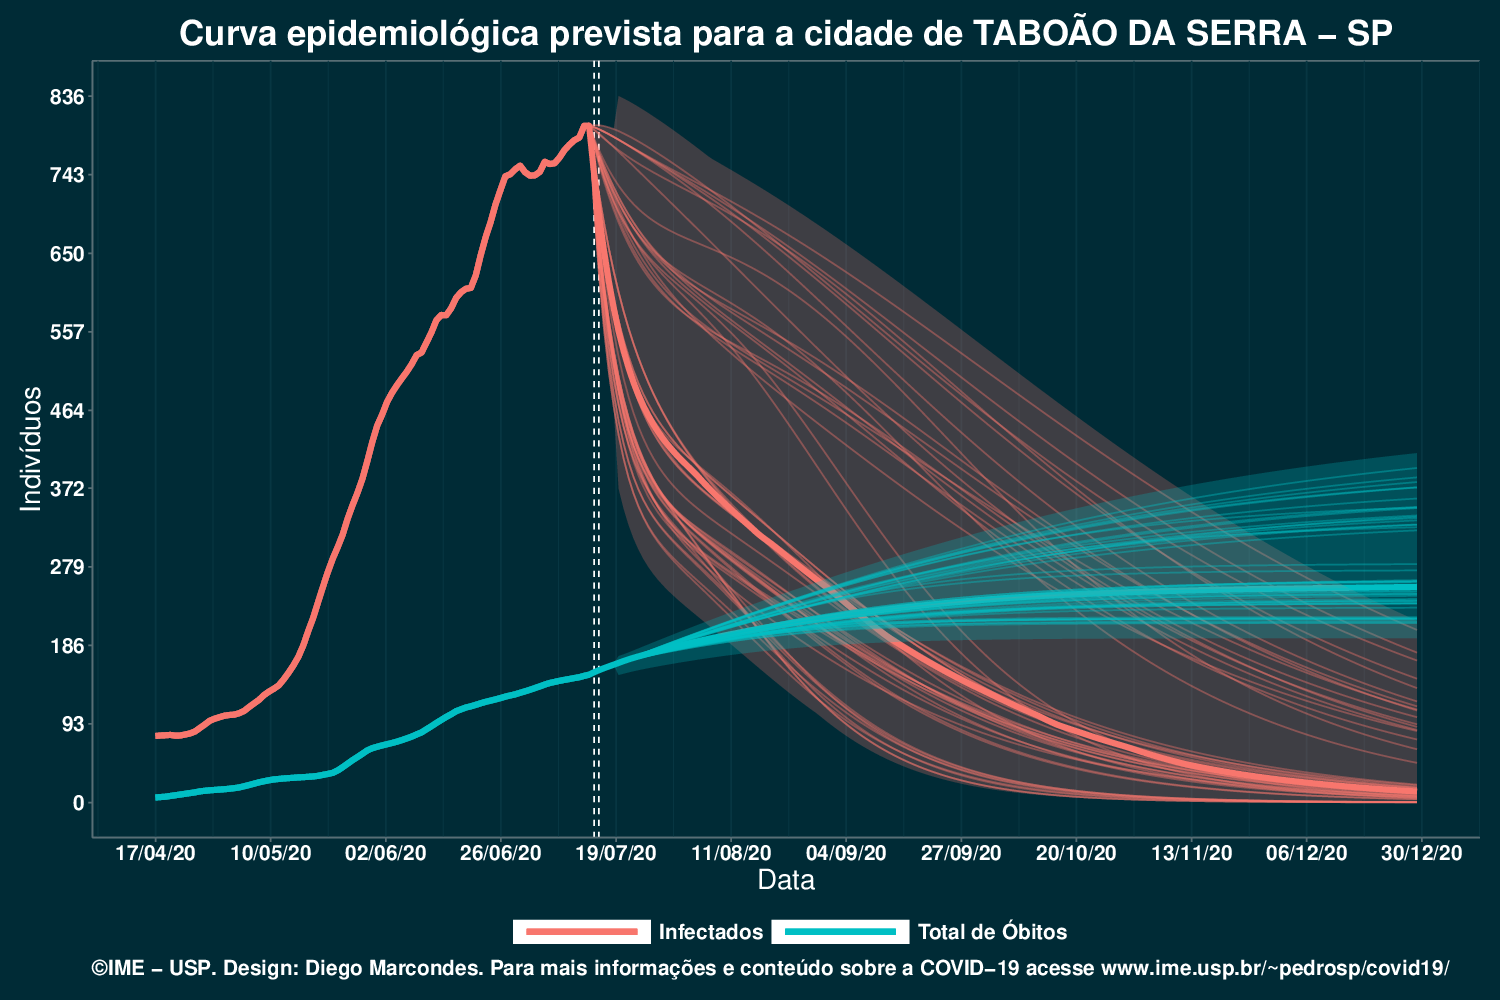 Curva epidemiológica prevista para a cidade de TABOÃO DA SERRA – SP
Indivíduos
836
743
650
557
464
372
279
186
93
0
17/04/20 10/05/20 02/06/20 26/06/20 19/07/20 11/08/20 04/09/20 27/09/20 20/10/20 13/11/20 06/12/20 30/12/20
Data
Infectados Total de Óbitos
©IME – USP. Design: Diego Marcondes. Para mais informações e conteúdo sobre a COVID–19 acesse www.ime.usp.br/~pedrosp/covid19/